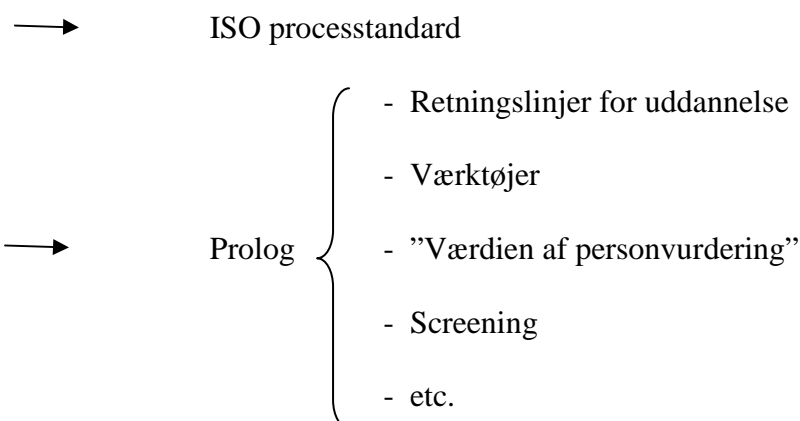 ISO processtandard
- Retningslinjer for uddannelse
- Værktøjer
Prolog - ”Værdien af personvurdering”
- Screening
- etc.